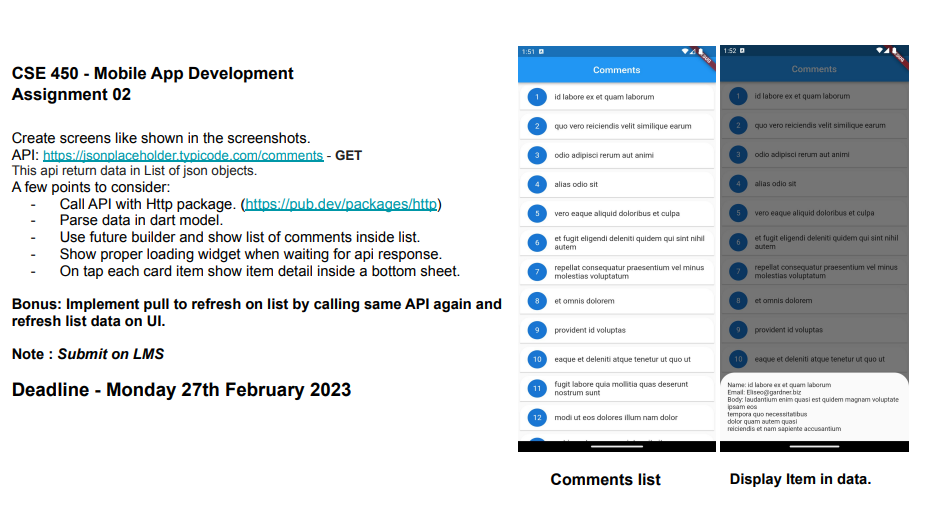 CSE 450 - Mobile App Development
Assignment 02
Create screens like shown in the screenshots.
API: https://jsonplaceholder.typicode.com/comments - GET
This api return data in List of json objects.
A few points to consider:
- Call API with Http package. (https://pub.dev/packages/http)
- Parse data in dart model.
- Use future builder and show list of comments inside list.
- Show proper loading widget when waiting for api response.
- On tap each card item show item detail inside a bottom sheet.
Bonus: Implement pull to refresh on list by calling same API again and
refresh list data on UI.
Note : Submit on LMS
Deadline - Monday 27th February 2023
1:51
Comments
1 id labore ex et quam laborum
2 quo vero reiciendis velit similique earum
3 odio adipisci rerum aut animi
4 alias odio sit
5 vero eaque aliquid doloribus et culpa
6 et fugit eligendi deleniti quidem qui sint nihil
autem
7 repellat consequatur praesentium vel minus
molestias voluptatum
8 et omnis dolorem
9 provident id voluptas
10 eaque et deleniti atque tenetur ut quo ut
11 fugit labore quia mollitia quas deserunt
nostrum sunt
12 modi ut eos dolores illum nam dolor
Comments list
1:52
Comments
1 id labore ex et quam laborum
2 quo vero reiciendis velit similique earum
3 odio adipisci rerum aut animi
4 alias odio sit
5 vero eaque aliquid doloribus et culpa
6 et fugit eligendi deleniti quidem qui sint nihil
autem
7 repellat consequatur praesentium vel minus
molestias voluptatum
8 et omnis dolorem
9 provident id voluptas
10 eaque et deleniti atque tenetur ut quo ut
Name: id labore ex et quam laborum
Email: Eliseo@gardner.biz
Body: laudantium enim quasi est quidem magnam voluptate
ipsam eos
tempora quo necessitatibus
dolor quam autem quasi
reiciendis et nam sapiente accusantium
Display Item in data.